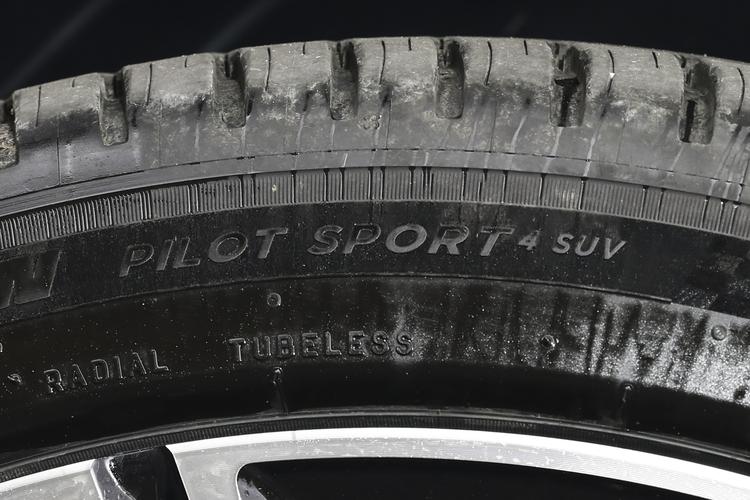 N PILOT SPORT 4 SUV
RADIAL TUBELESS